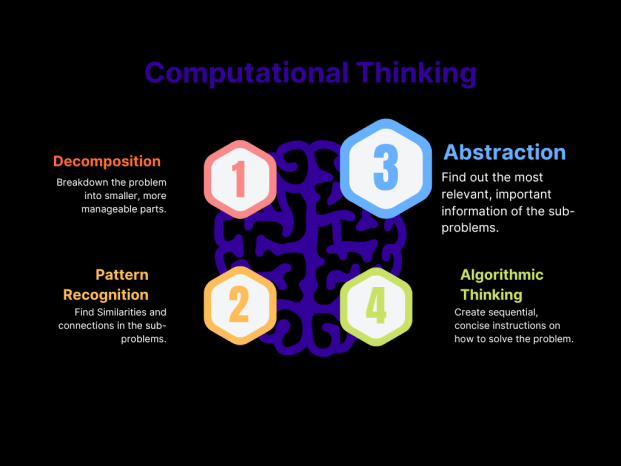 Computational Thinking
Decomposition
Breakdown the problem
into smaller, more
manageable parts.
1
3
Abstraction
Find out the most
relevant, important
information of the sub-
problems.
Pattern
Recognition
Find Similarities and
connections in the sub-
problems.
2
4
Algorithmic
Thinking
Create sequential,
concise instructions on
how to solve the problem.